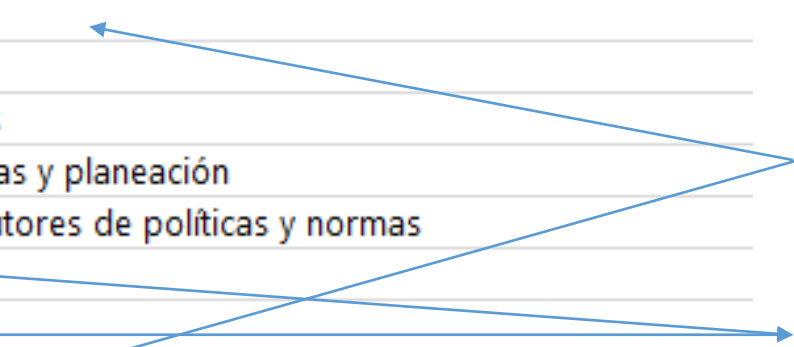 as y planeación
tores de políticas y normas